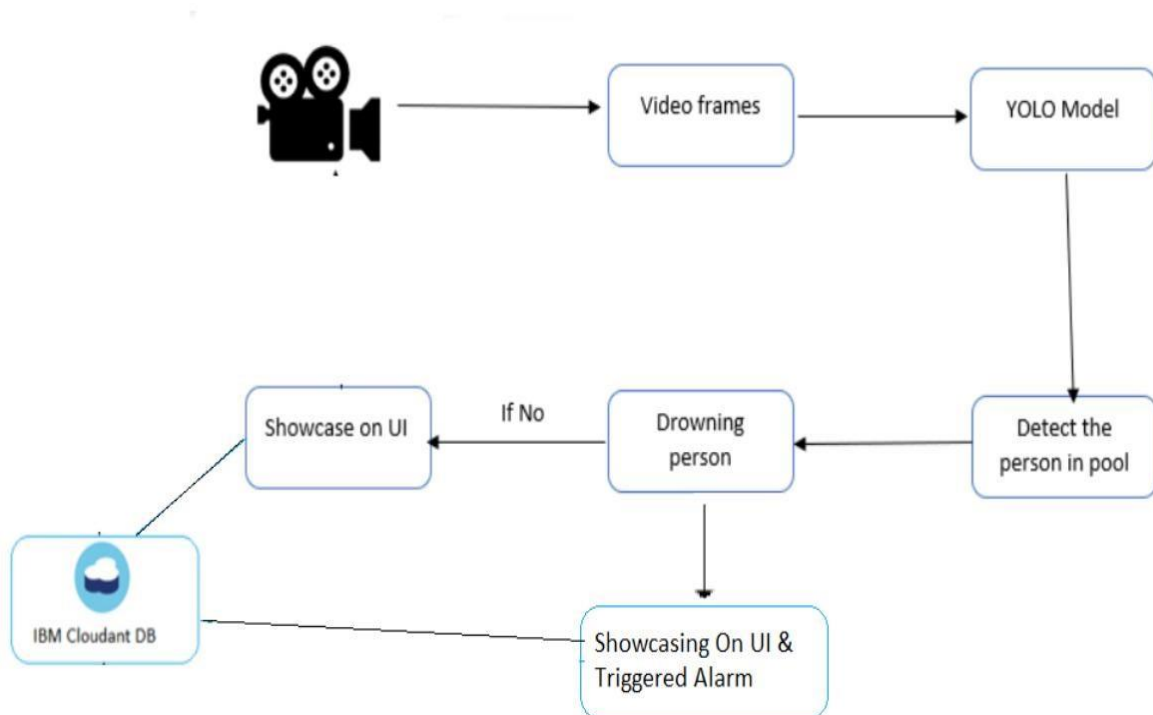 Video frames
YOLO Model
Showcase on UI
If No
Drowning
person
Detect the
person in pool
IBM Cloudant DB
Showcasing On UI &
Triggered Alarm